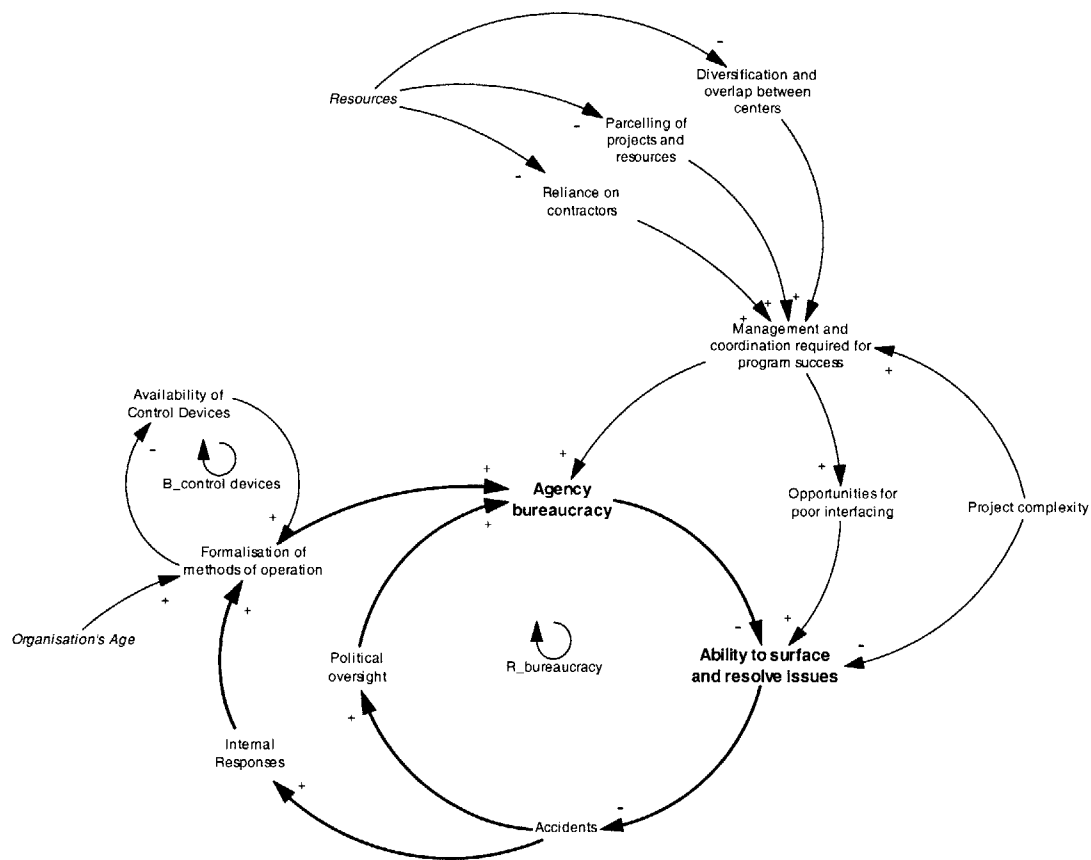 Diversification and
overlap between
centers
Resources
Parcelling of
projects and
resources
Reliance on
contractors
Management and
coordination required for
program success
Availability of
Control Devices
B_control devices
Agency
bureaucracy
Opportunities for
poor interfacing
Project complexity
Formalisation of
methods of operation
Organisation's Age
Political
oversight
R_bureaucracy
Ability to surface
and resolve issues
Internal
Responses
Accidents